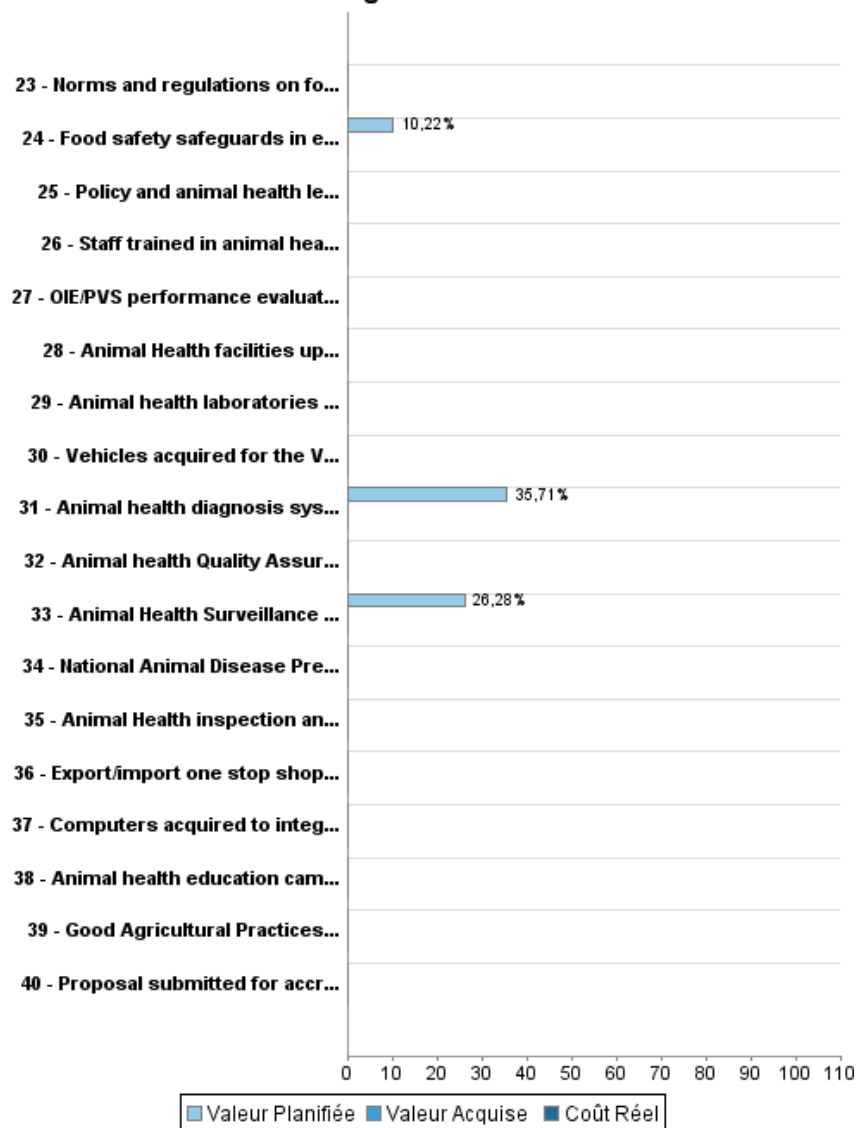 23 - Norms and regulations on fo...
10,22%
24 - Food safety safeguards in e...
25 - Policy and animal health le...
26 - Staff trained in animal hea...
27 - OIE/PVS performance evaluat...
28 - Animal Health facilities up...
29 - Animal health laboratories ...
30 - Vehicles acquired for the V...
35,71%
31 - Animal health diagnosis sys...
32 - Animal health Quality Assur...
26,28%
33 - Animal Health Surveillance ...
34 - National Animal Disease Pre...
35 - Animal Health inspection an...
36 - Export/import one stop shop...
37 - Computers acquired to integ...
38 - Animal health education cam...
39 - Good Agricultural Practices...
40 - Proposal submitted for accr...
0 10 20 30 40 50 60 70 80 90 100 110
Valeur Planifiée Valeur Acquise Coût Réel